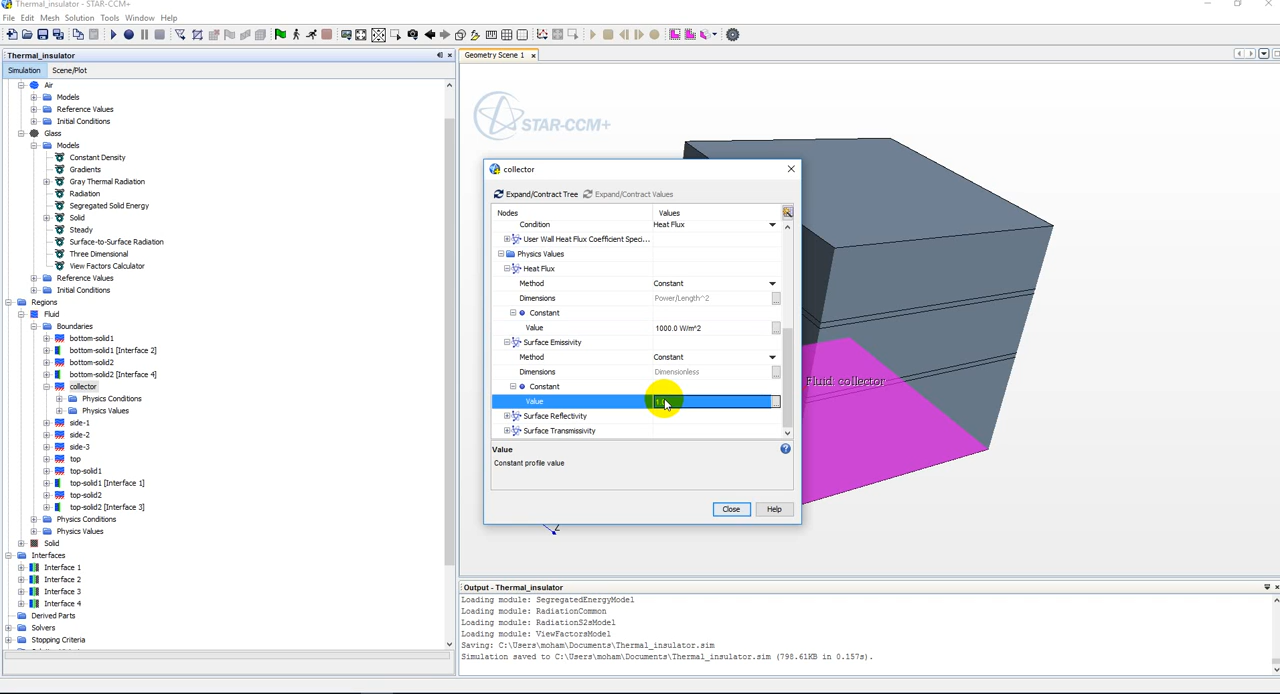 Thermal_insulator - STAR-CCM+
File Edit Mesh Solution Tools Window Help
Thermal_insulator
Simulation Scene/Plot
Air
Models
Reference Values
Initial Conditions
Glass
Models
Constant Density
Gradients
Gray Thermal Radiation
Radiation
Segregated Solid Energy
Solid
Steady
Surface-to-Surface Radiation
Three Dimensional
View Factors Calculator
Reference Values
Initial Conditions
Regions
Fluid
Boundaries
bottom-solid1
bottom-solid1 [Interface 2]
bottom-solid2
bottom-solid2 [Interface 4]
collector
Physics Conditions
Physics Values
side-1
side-2
side-3
top
top-solid1
top-solid1 [Interface 1]
top-solid2
top-solid2 [Interface 3]
Physics Conditions
Physics Values
Solid
Interfaces
Interface 1
Interface 2
Interface 3
Interface 4
Derived Parts
Solvers
Stopping Criteria
Geometry Scene 1
STAR-CCM+
collector
Expand/Contract Tree Expand/Contract Values
Nodes Values
Condition Heat Flux
User Wall Heat Flux Coefficient Speci...
Physics Values
Heat Flux
Method Constant
Dimensions Power/Length^2
Constant
Value 1000.0 W/m^2
Surface Emissivity
Method Constant
Dimensions Dimensionless
Constant
Value
Surface Reflectivity
Surface Transmissivity
Value
Constant profile value
Close Help
Fluid: collector
Z
Output - Thermal_insulator
Loading module: SegregatedEnergyModel
Loading module: RadiationCommon
Loading module: RadiationS2sModel
Loading module: ViewFactorsModel
Saving: C:\Users\moham\Documents\Thermal_insulator.sim
Simulation saved to C:\Users\moham\Documents\Thermal_insulator.sim (798.61KB in 0.157s).